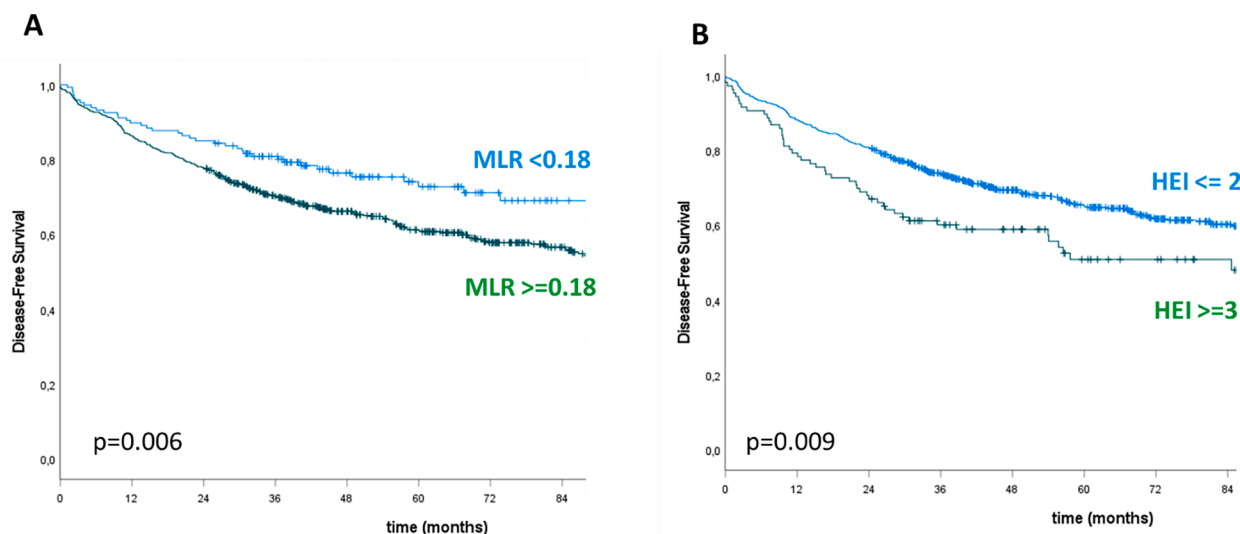 A
Disease-Free Survival
1,0
0,8
0,6
0,4
0,2
0,0
MLR <0.18
MLR >=0.18
p=0.006
0 12 24 36 48 60 72 84
time (months)
B
Disease-Free Survival
1,0
0,8
0,6
0,4
0,2
0,0
HEI <= 2
HEI >=3
p=0.009
0 12 24 36 48 60 72 84
time (months)